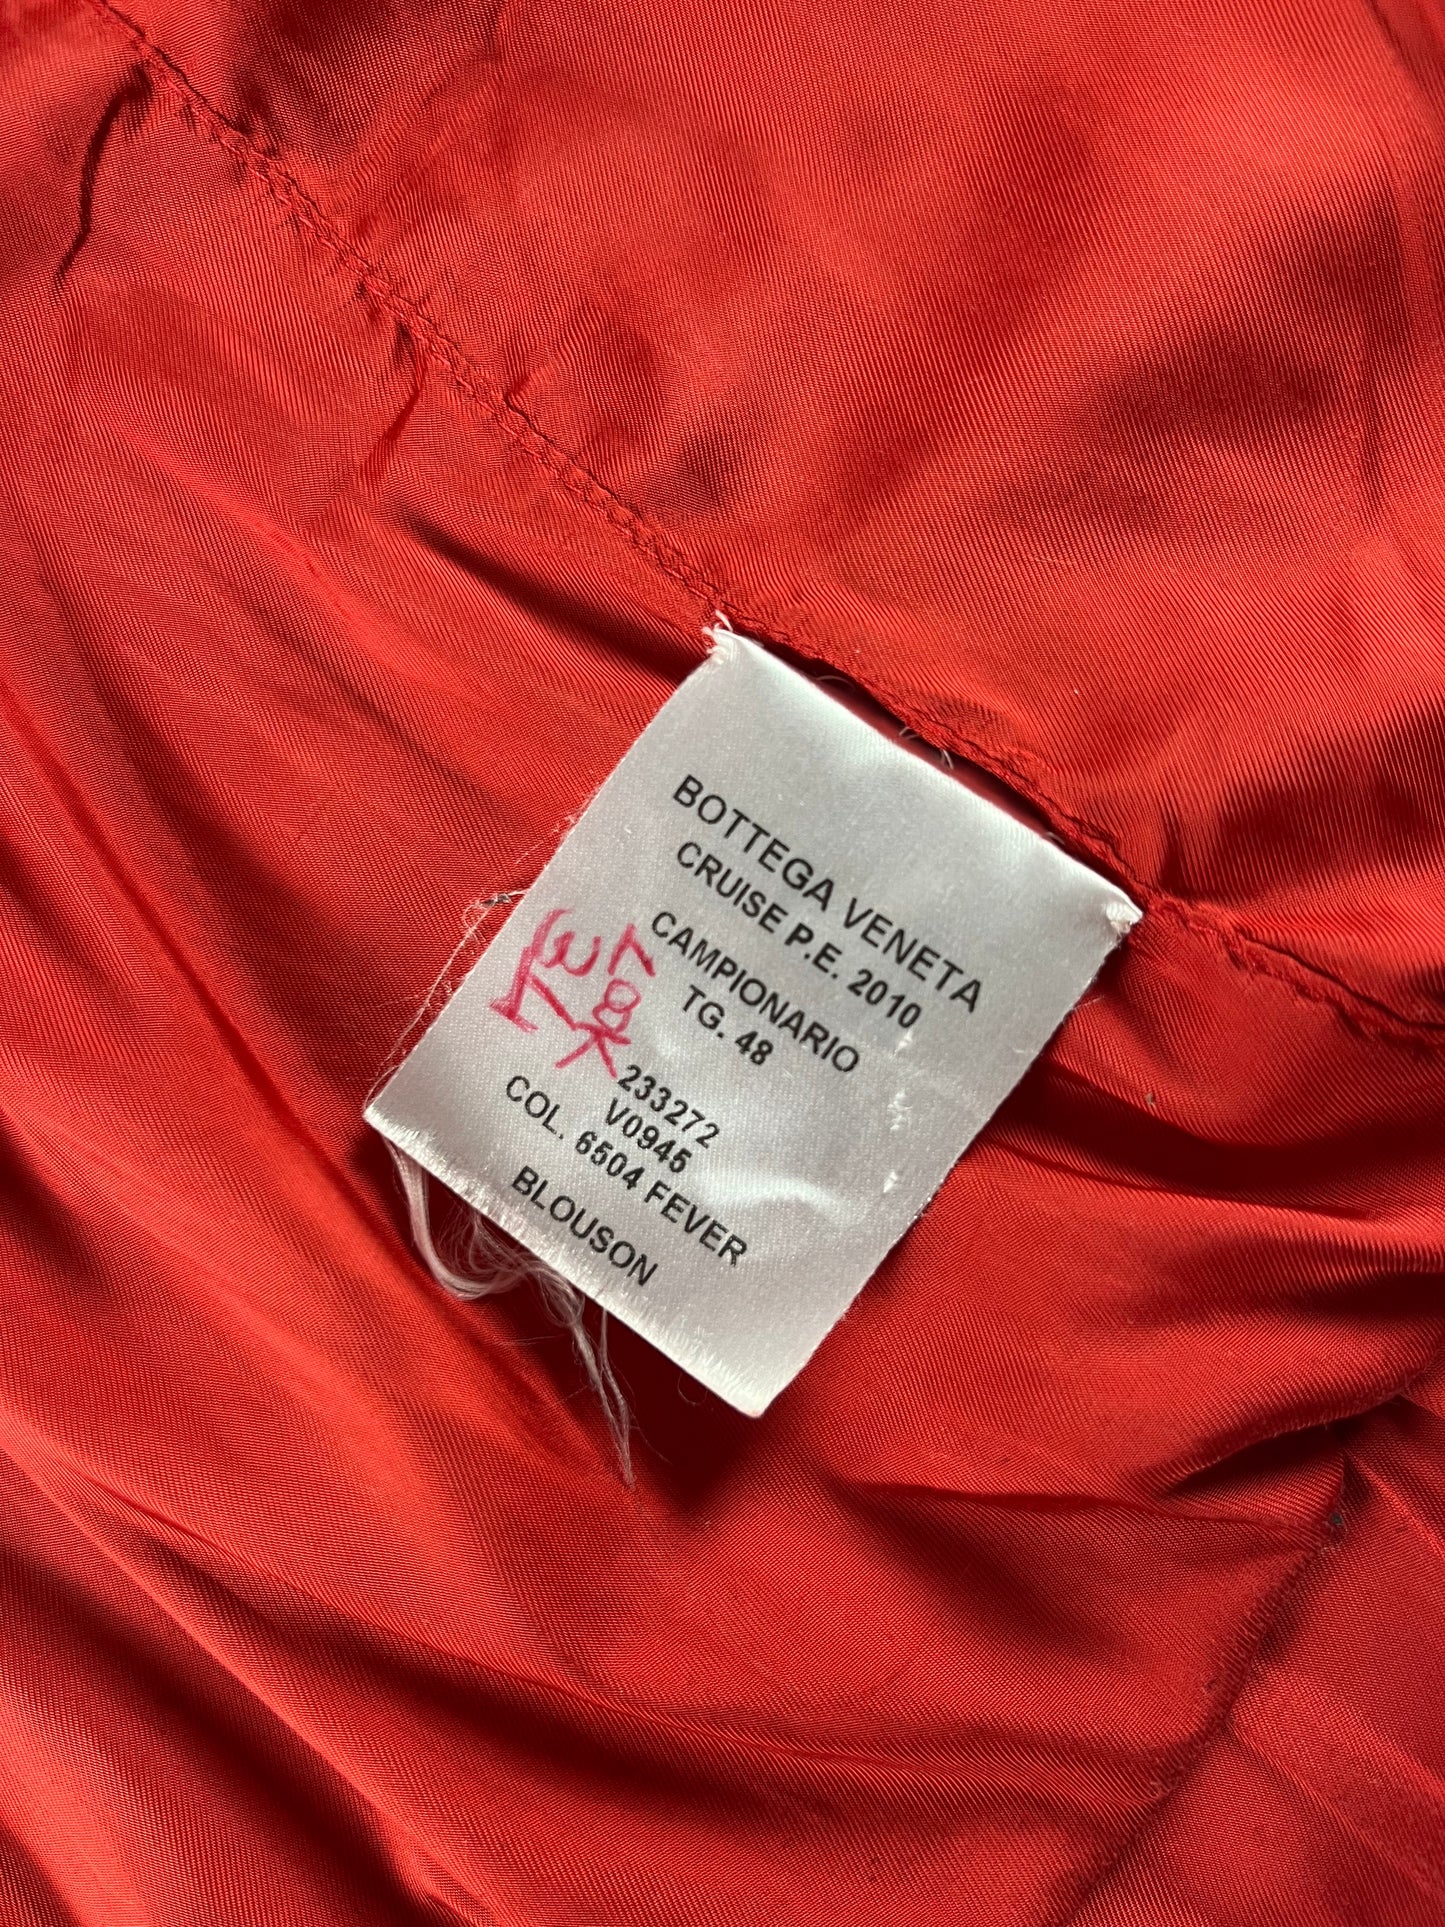 BOTTEGA VENETA
CRUISE P.E. 2010
CAMPIONARIO
TG. 48
233272
V0945
COL. 6504 FEVER
BLOUSON